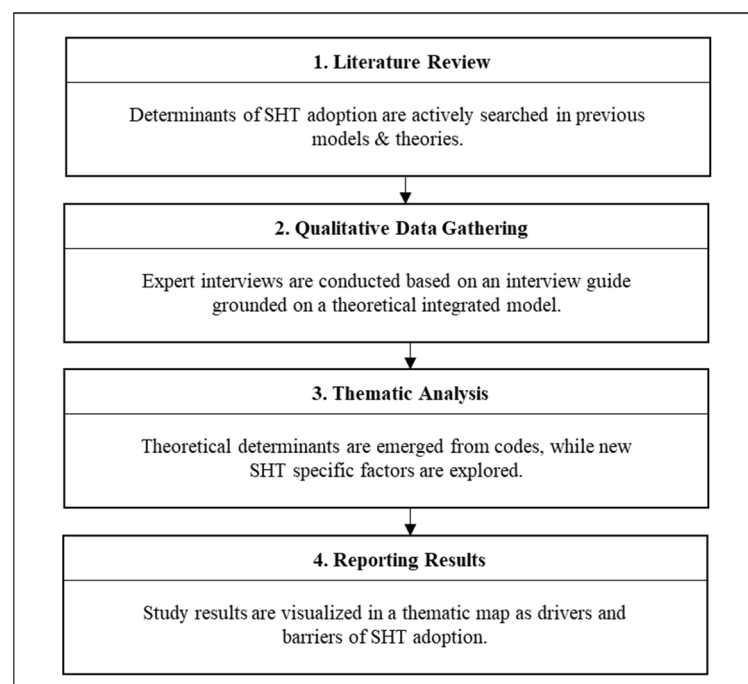 1. Literature Review
Determinants of SHT adoption are actively searched in previous
models & theories.
2. Qualitative Data Gathering
Expert interviews are conducted based on an interview guide
grounded on a theoretical integrated model.
3. Thematic Analysis
Theoretical determinants are emerged from codes, while new
SHT specific factors are explored.
4. Reporting Results
Study results are visualized in a thematic map as drivers and
barriers of SHT adoption.